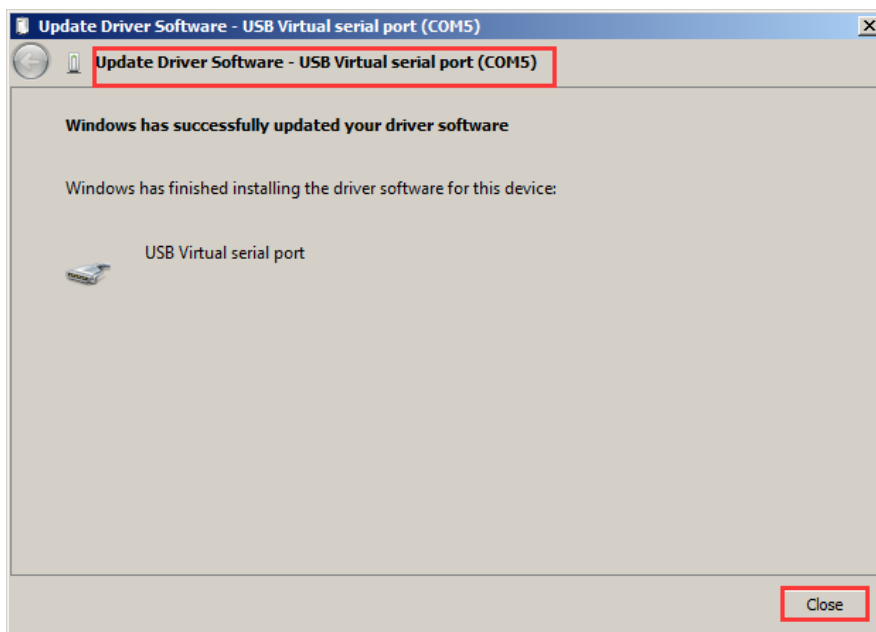 Update Driver Software - USB Virtual serial port (COM5)
Update Driver Software - USB Virtual serial port (COM5)
Windows has successfully updated your driver software
Windows has finished installing the driver software for this device:
USB Virtual serial port
Close